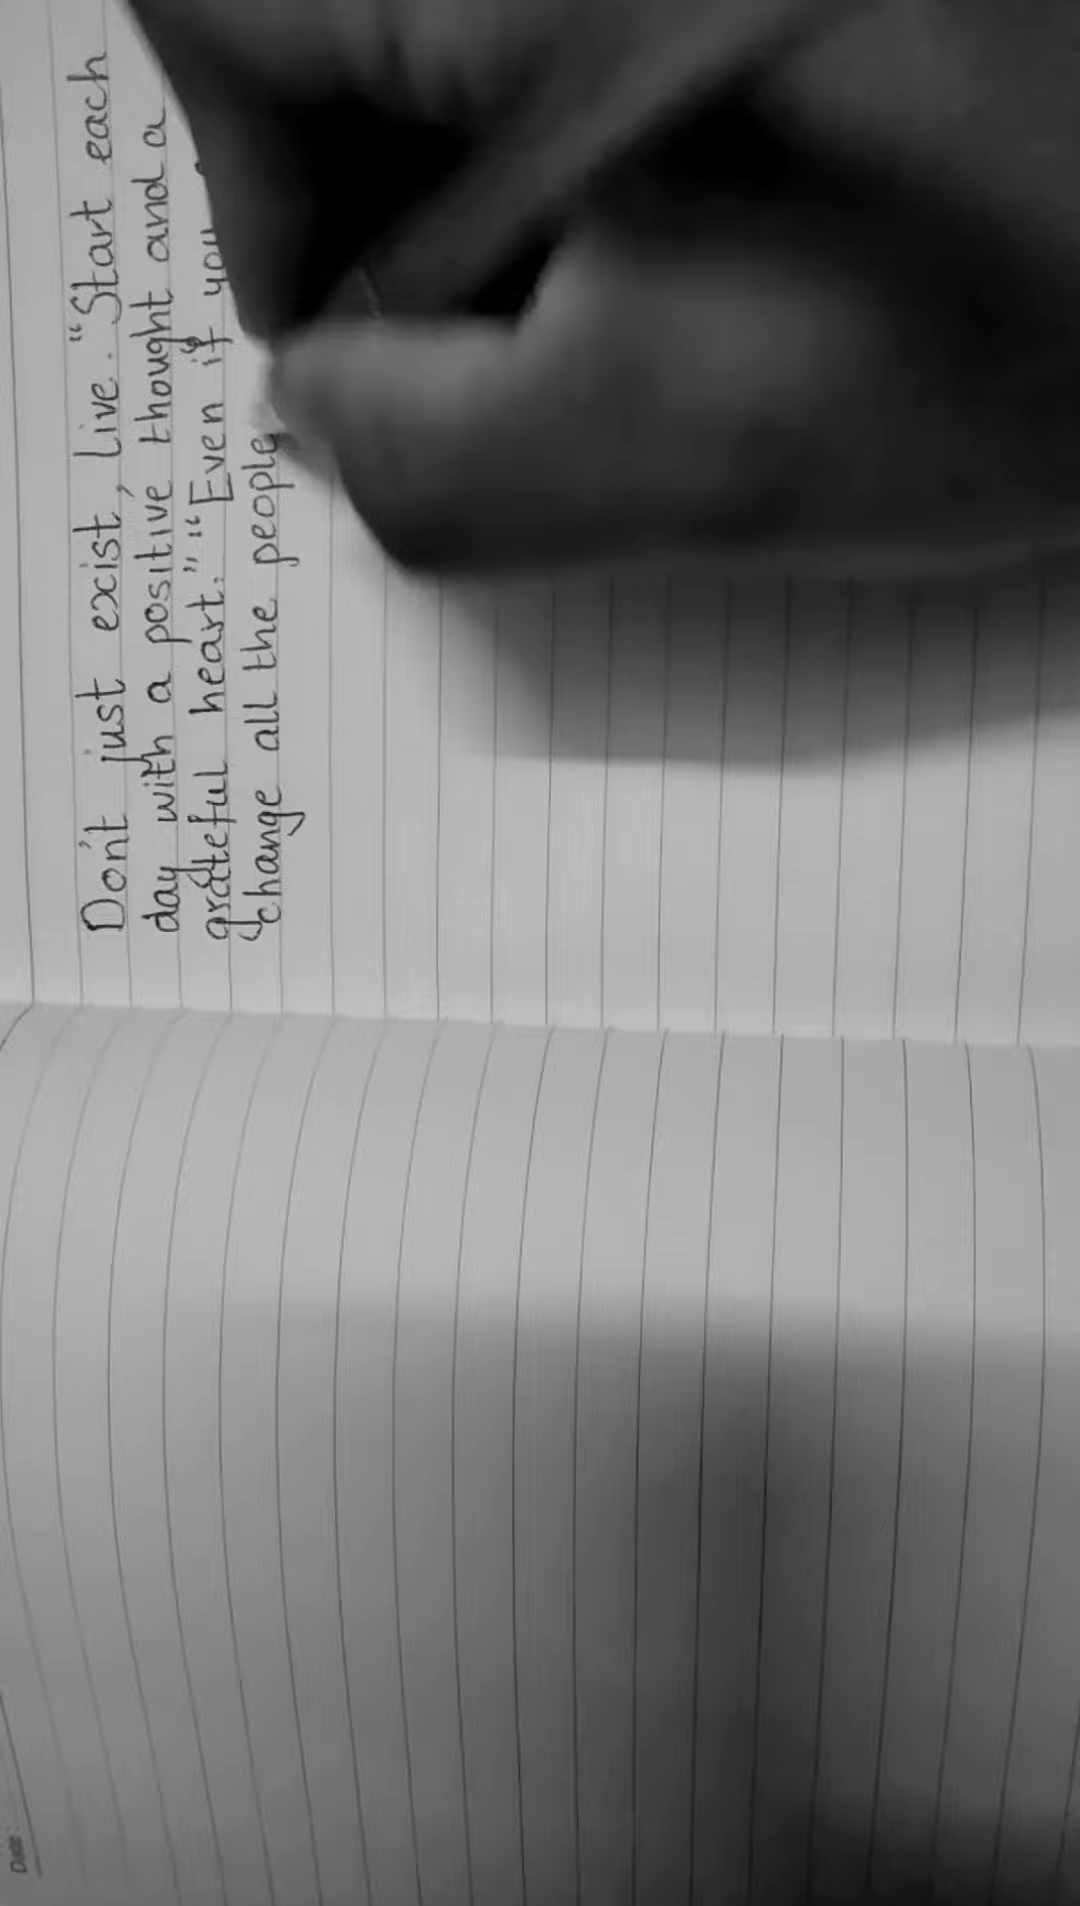 Don't just exist, Live. "Start each
day with a positive thought and a
grateful heart." "Even if you
change all the people
Date: